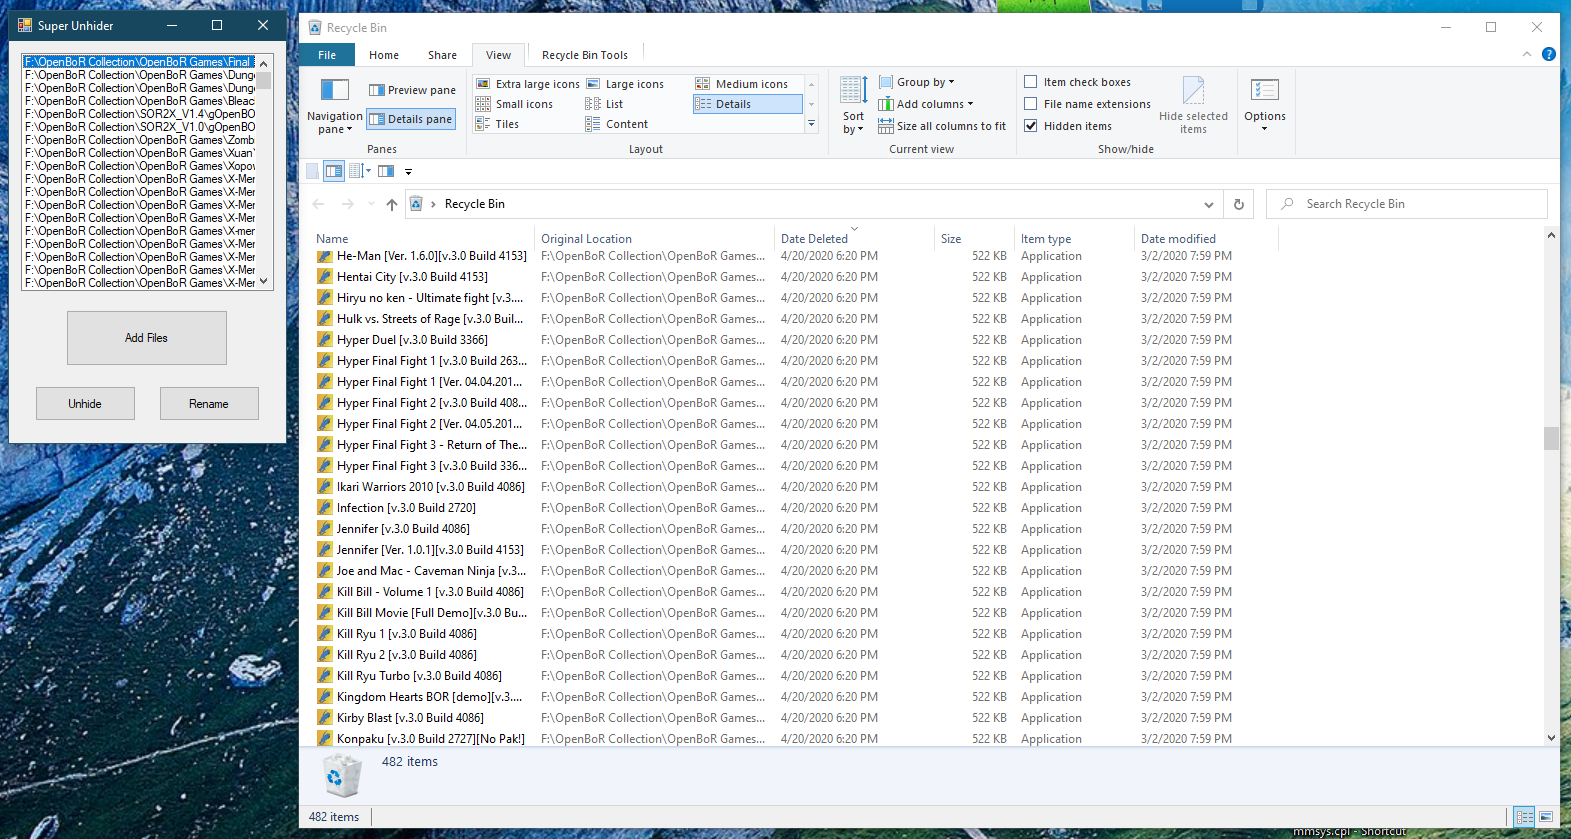 Super Unhider
F:\OpenBoR Collection\OpenBoR Games\Final
F:\OpenBoR Collection\OpenBoR Games\Dunge
F:\OpenBoR Collection\OpenBoR Games\Dunge
F:\OpenBoR Collection\OpenBoR Games\Bleach
F:\OpenBoR Collection\SOR2X_V1.4\gOpenBO
F:\OpenBoR Collection\SOR2X_V1.0\gOpenBO
F:\OpenBoR Collection\OpenBoR Games\Zomb
F:\OpenBoR Collection\OpenBoR Games\Xuan\
F:\OpenBoR Collection\OpenBoR Games\Xopow
F:\OpenBoR Collection\OpenBoR Games\X-Mer
F:\OpenBoR Collection\OpenBoR Games\X-Mer
F:\OpenBoR Collection\OpenBoR Games\X-Mer
F:\OpenBoR Collection\OpenBoR Games\X-Mer
F:\OpenBoR Collection\OpenBoR Games\X-mer
F:\OpenBoR Collection\OpenBoR Games\X-Mer
F:\OpenBoR Collection\OpenBoR Games\X-Mer
F:\OpenBoR Collection\OpenBoR Games\X-Mer
F:\OpenBoR Collection\OpenBoR Games\X-Mer
Add Files
Unhide Rename
Recycle Bin
File Home Share View Recycle Bin Tools
Navigation pane
Preview pane
Details pane
Panes
Extra large icons Large icons Medium icons
Small icons List Details
Tiles Content
Layout
Sort by
Group by
Add columns
Size all columns to fit
Current view
Item check boxes
File name extensions
Hidden items
Hide selected items
Show/hide
Options
Recycle Bin
Search Recycle Bin
Name Original Location Date Deleted Size Item type Date modified
He-Man [Ver. 1.6.0][v.3.0 Build 4153] F:\OpenBoR Collection\OpenBoR Games... 4/20/2020 6:20 PM 522 KB Application 3/2/2020 7:59 PM
Hentai City [v.3.0 Build 4153] F:\OpenBoR Collection\OpenBoR Games... 4/20/2020 6:20 PM 522 KB Application 3/2/2020 7:59 PM
Hiryu no ken - Ultimate fight [v.3.... F:\OpenBoR Collection\OpenBoR Games... 4/20/2020 6:20 PM 522 KB Application 3/2/2020 7:59 PM
Hulk vs. Streets of Rage [v.3.0 Buil... F:\OpenBoR Collection\OpenBoR Games... 4/20/2020 6:20 PM 522 KB Application 3/2/2020 7:59 PM
Hyper Duel [v.3.0 Build 3366] F:\OpenBoR Collection\OpenBoR Games... 4/20/2020 6:20 PM 522 KB Application 3/2/2020 7:59 PM
Hyper Final Fight 1 [v.3.0 Build 263... F:\OpenBoR Collection\OpenBoR Games... 4/20/2020 6:20 PM 522 KB Application 3/2/2020 7:59 PM
Hyper Final Fight 1 [Ver. 04.04.201... F:\OpenBoR Collection\OpenBoR Games... 4/20/2020 6:20 PM 522 KB Application 3/2/2020 7:59 PM
Hyper Final Fight 2 [v.3.0 Build 408... F:\OpenBoR Collection\OpenBoR Games... 4/20/2020 6:20 PM 522 KB Application 3/2/2020 7:59 PM
Hyper Final Fight 2 [Ver. 04.05.201... F:\OpenBoR Collection\OpenBoR Games... 4/20/2020 6:20 PM 522 KB Application 3/2/2020 7:59 PM
Hyper Final Fight 3 - Return of The... F:\OpenBoR Collection\OpenBoR Games... 4/20/2020 6:20 PM 522 KB Application 3/2/2020 7:59 PM
Hyper Final Fight 3 [v.3.0 Build 336... F:\OpenBoR Collection\OpenBoR Games... 4/20/2020 6:20 PM 522 KB Application 3/2/2020 7:59 PM
Ikari Warriors 2010 [v.3.0 Build 4086] F:\OpenBoR Collection\OpenBoR Games... 4/20/2020 6:20 PM 522 KB Application 3/2/2020 7:59 PM
Infection [v.3.0 Build 2720] F:\OpenBoR Collection\OpenBoR Games... 4/20/2020 6:20 PM 522 KB Application 3/2/2020 7:59 PM
Jennifer [v.3.0 Build 4086] F:\OpenBoR Collection\OpenBoR Games... 4/20/2020 6:20 PM 522 KB Application 3/2/2020 7:59 PM
Jennifer [Ver. 1.0.1][v.3.0 Build 4153] F:\OpenBoR Collection\OpenBoR Games... 4/20/2020 6:20 PM 522 KB Application 3/2/2020 7:59 PM
Joe and Mac - Caveman Ninja [v.3... F:\OpenBoR Collection\OpenBoR Games... 4/20/2020 6:20 PM 522 KB Application 3/2/2020 7:59 PM
Kill Bill - Volume 1 [v.3.0 Build 4086] F:\OpenBoR Collection\OpenBoR Games... 4/20/2020 6:20 PM 522 KB Application 3/2/2020 7:59 PM
Kill Bill Movie [Full Demo][v.3.0 Bu... F:\OpenBoR Collection\OpenBoR Games... 4/20/2020 6:20 PM 522 KB Application 3/2/2020 7:59 PM
Kill Ryu 1 [v.3.0 Build 4086] F:\OpenBoR Collection\OpenBoR Games... 4/20/2020 6:20 PM 522 KB Application 3/2/2020 7:59 PM
Kill Ryu 2 [v.3.0 Build 4086] F:\OpenBoR Collection\OpenBoR Games... 4/20/2020 6:20 PM 522 KB Application 3/2/2020 7:59 PM
Kill Ryu Turbo [v.3.0 Build 4086] F:\OpenBoR Collection\OpenBoR Games... 4/20/2020 6:20 PM 522 KB Application 3/2/2020 7:59 PM
Kingdom Hearts BOR [demo][v.3.... F:\OpenBoR Collection\OpenBoR Games... 4/20/2020 6:20 PM 522 KB Application 3/2/2020 7:59 PM
Kirby Blast [v.3.0 Build 4086] F:\OpenBoR Collection\OpenBoR Games... 4/20/2020 6:20 PM 522 KB Application 3/2/2020 7:59 PM
Konpaku [v.3.0 Build 2727][No Pak!] F:\OpenBoR Collection\OpenBoR Games... 4/20/2020 6:20 PM 522 KB Application 3/2/2020 7:59 PM
482 items
482 items
mmsys.cpl - Shortcut